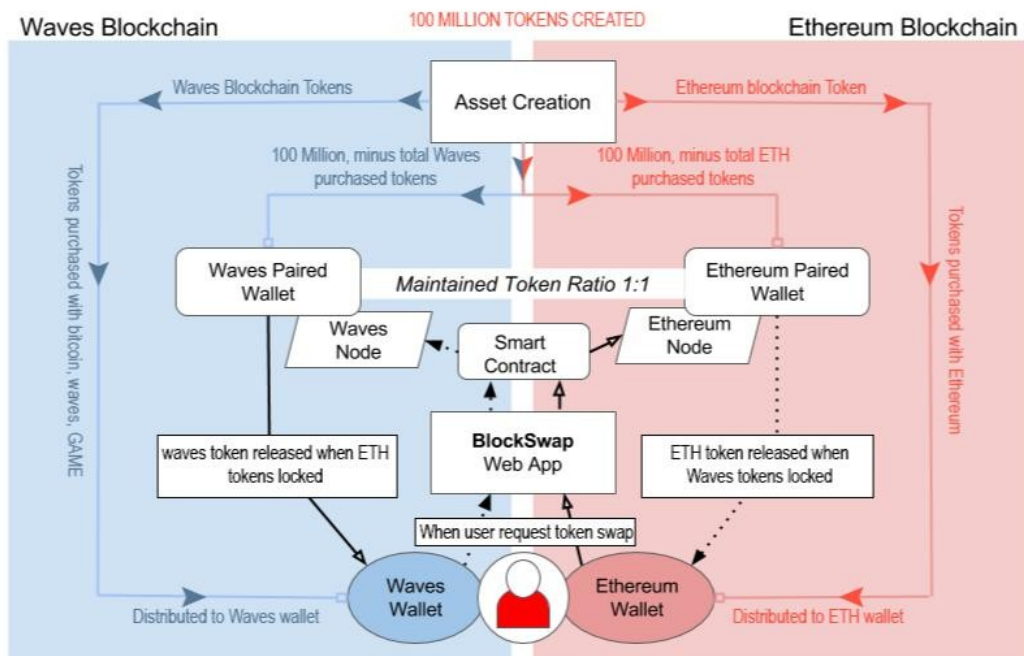 Waves Blockchain
100 MILLION TOKENS CREATED
Ethereum Blockchain
Waves Blockchain Tokens
Asset Creation
Ethereum blockchain Token
100 Million, minus total Waves
purchased tokens
100 Million, minus total ETH
purchased tokens
Tokens purchased with bitcoin, waves, GAME
Tokens purchased with Ethereum
Waves Paired
Wallet
Maintained Token Ratio 1:1
Ethereum Paired
Wallet
Waves
Node
Smart
Contract
Ethereum
Node
BlockSwap
Web App
waves token released when ETH
tokens locked
ETH token released when
Waves tokens locked
When user request token swap
Waves
Wallet
Ethereum
Wallet
Distributed to Waves wallet
Distributed to ETH wallet